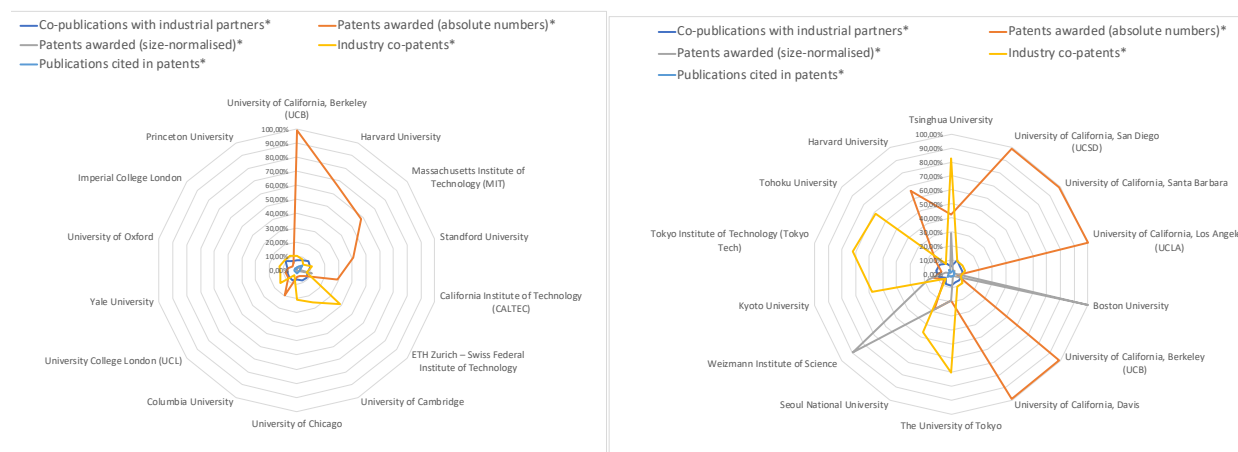 Co-publications with industrial partners*
Patents awarded (absolute numbers)*
Patents awarded (size-normalised)*
Industry co-patents*
Publications cited in patents*
University of California, Berkeley
(UCB)
Harvard University
Massachusetts Institute of
Technology (MIT)
Standford University
California Institute of Technology
(CALTEC)
ETH Zurich – Swiss Federal
Institute of Technology
University of Cambridge
University of Chicago
Columbia University
University College London (UCL)
Yale University
University of Oxford
Imperial College London
Princeton University
100,00%
90,00%
80,00%
70,00%
60,00%
50,00%
40,00%
30,00%
20,00%
10,00%
0,00%
Co-publications with industrial partners*
Patents awarded (absolute numbers)*
Patents awarded (size-normalised)*
Industry co-patents*
Publications cited in patents*
Tsinghua University
University of California, San Diego
(UCSD)
University of California, Santa Barbara
University of California, Los Angele
(UCLA)
Boston University
University of California, Berkeley
(UCB)
University of California, Davis
The University of Tokyo
Seoul National University
Weizmann Institute of Science
Kyoto University
Tokyo Institute of Technology (Tokyo
Tech)
Tohoku University
Harvard University
100,00%
90,00%
80,00%
70,00%
60,00%
50,00%
40,00%
30,00%
20,00%
10,00%
0,00%